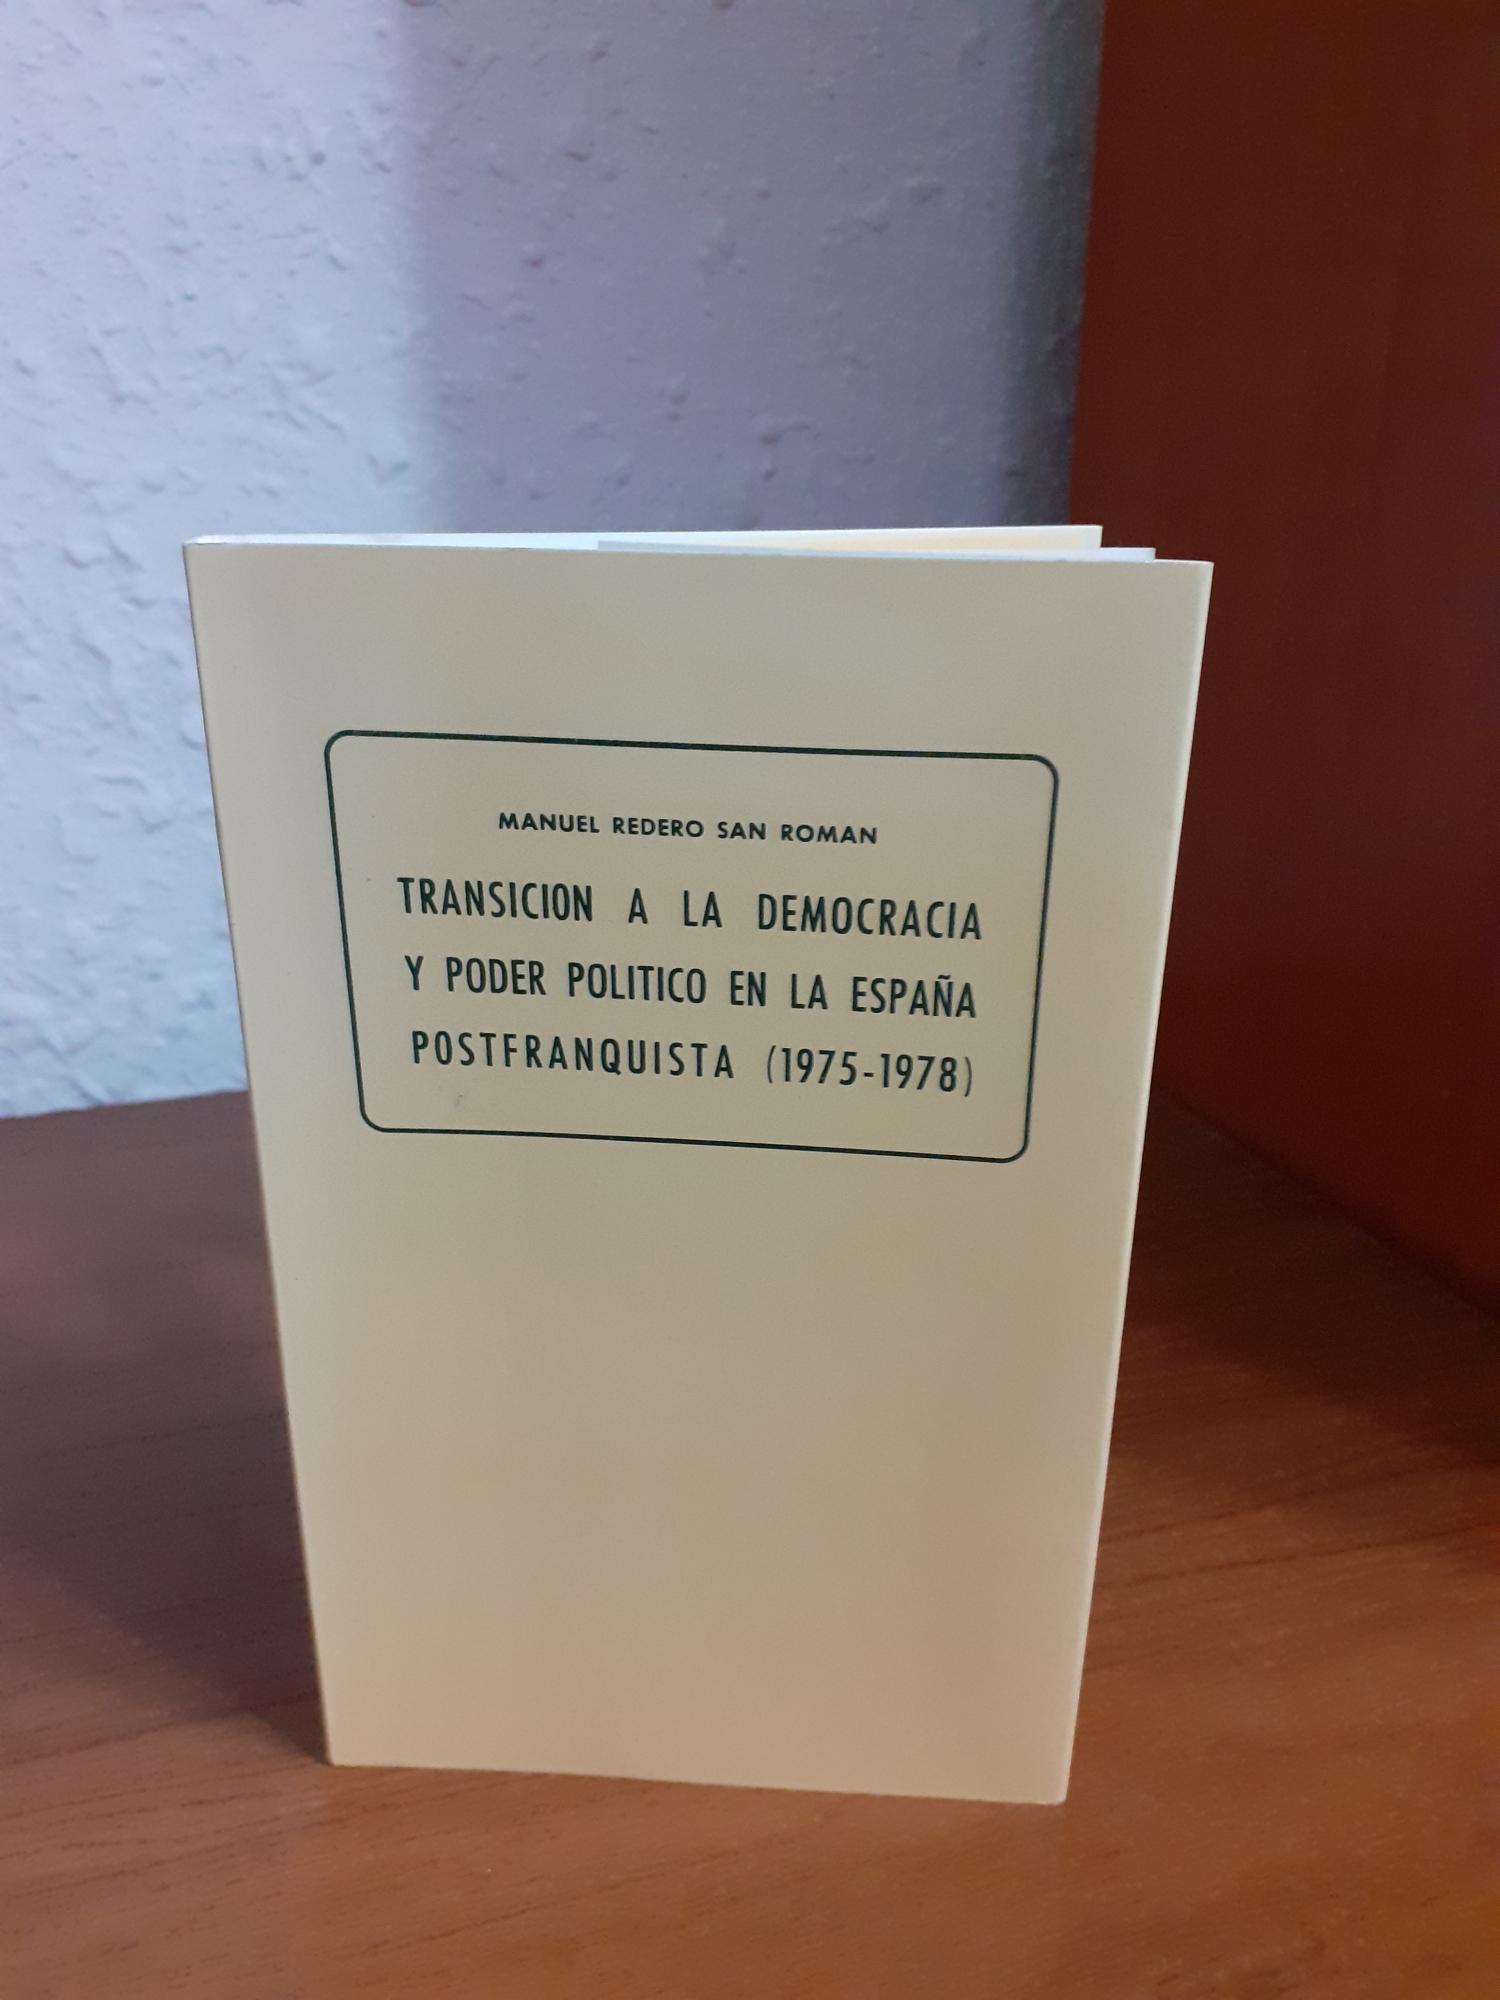 MANUEL REDERO SAN ROMAN
TRANSICION A LA DEMOCRACIA
Y PODER POLITICO EN LA ESPAÑA
POSTFRANQUISTA (1975-1978)